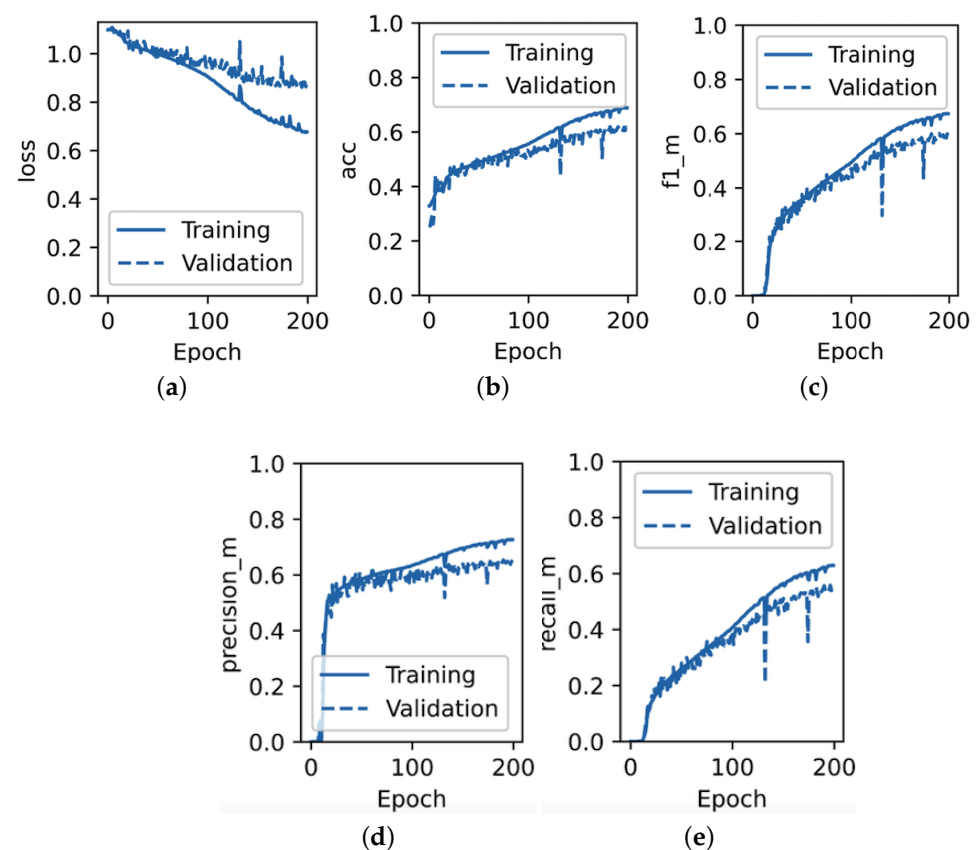 1.0
0.8
0.6
0.4
0.2
0.0
loss
Training
Validation
0 100 200
Epoch
(a)
1.0
0.8
0.6
0.4
0.2
0.0
acc
Training
Validation
0 100 200
Epoch
(b)
1.0
0.8
0.6
0.4
0.2
0.0
f1_m
Training
Validation
0 100 200
Epoch
(c)
1.0
0.8
0.6
0.4
0.2
0.0
precision_m
Training
Validation
0 100 200
Epoch
(d)
1.0
0.8
0.6
0.4
0.2
0.0
recall_m
Training
Validation
0 100 200
Epoch
(e)